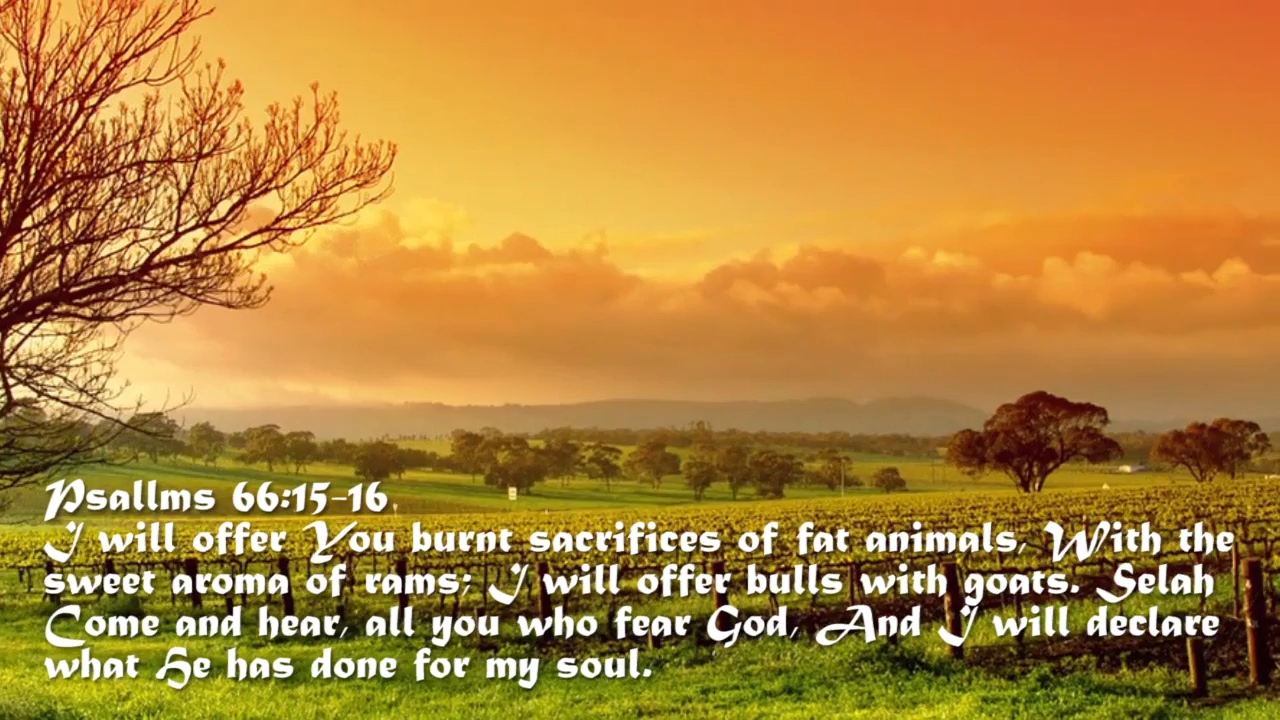 Psallms 66:15-16
I will offer You burnt sacrifices of fat animals, With the
sweet aroma of rams; I will offer bulls with goats. Selah
Come and hear, all you who fear God, And I will declare
what He has done for my soul.